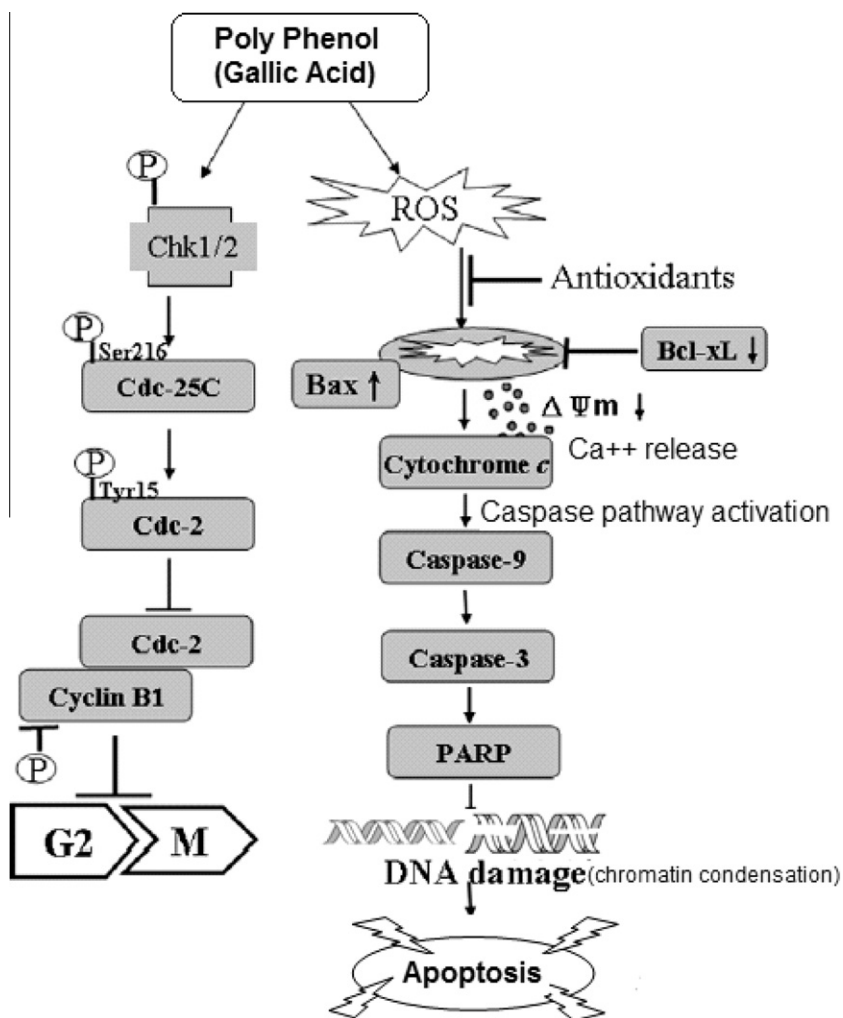 Poly Phenol
(Gallic Acid)
P
Chk1/2
P
Ser216
Cdc-25C
P
Tyr15
Cdc-2
Cdc-2
Cyclin B1
P
G2
M
ROS
Antioxidants
Bcl-xL ↓
Bax ↑
Δ Ψm ↓
Ca++ release
Cytochrome c
Caspase pathway activation
Caspase-9
Caspase-3
PARP
DNA damage(chromatin condensation)
Apoptosis